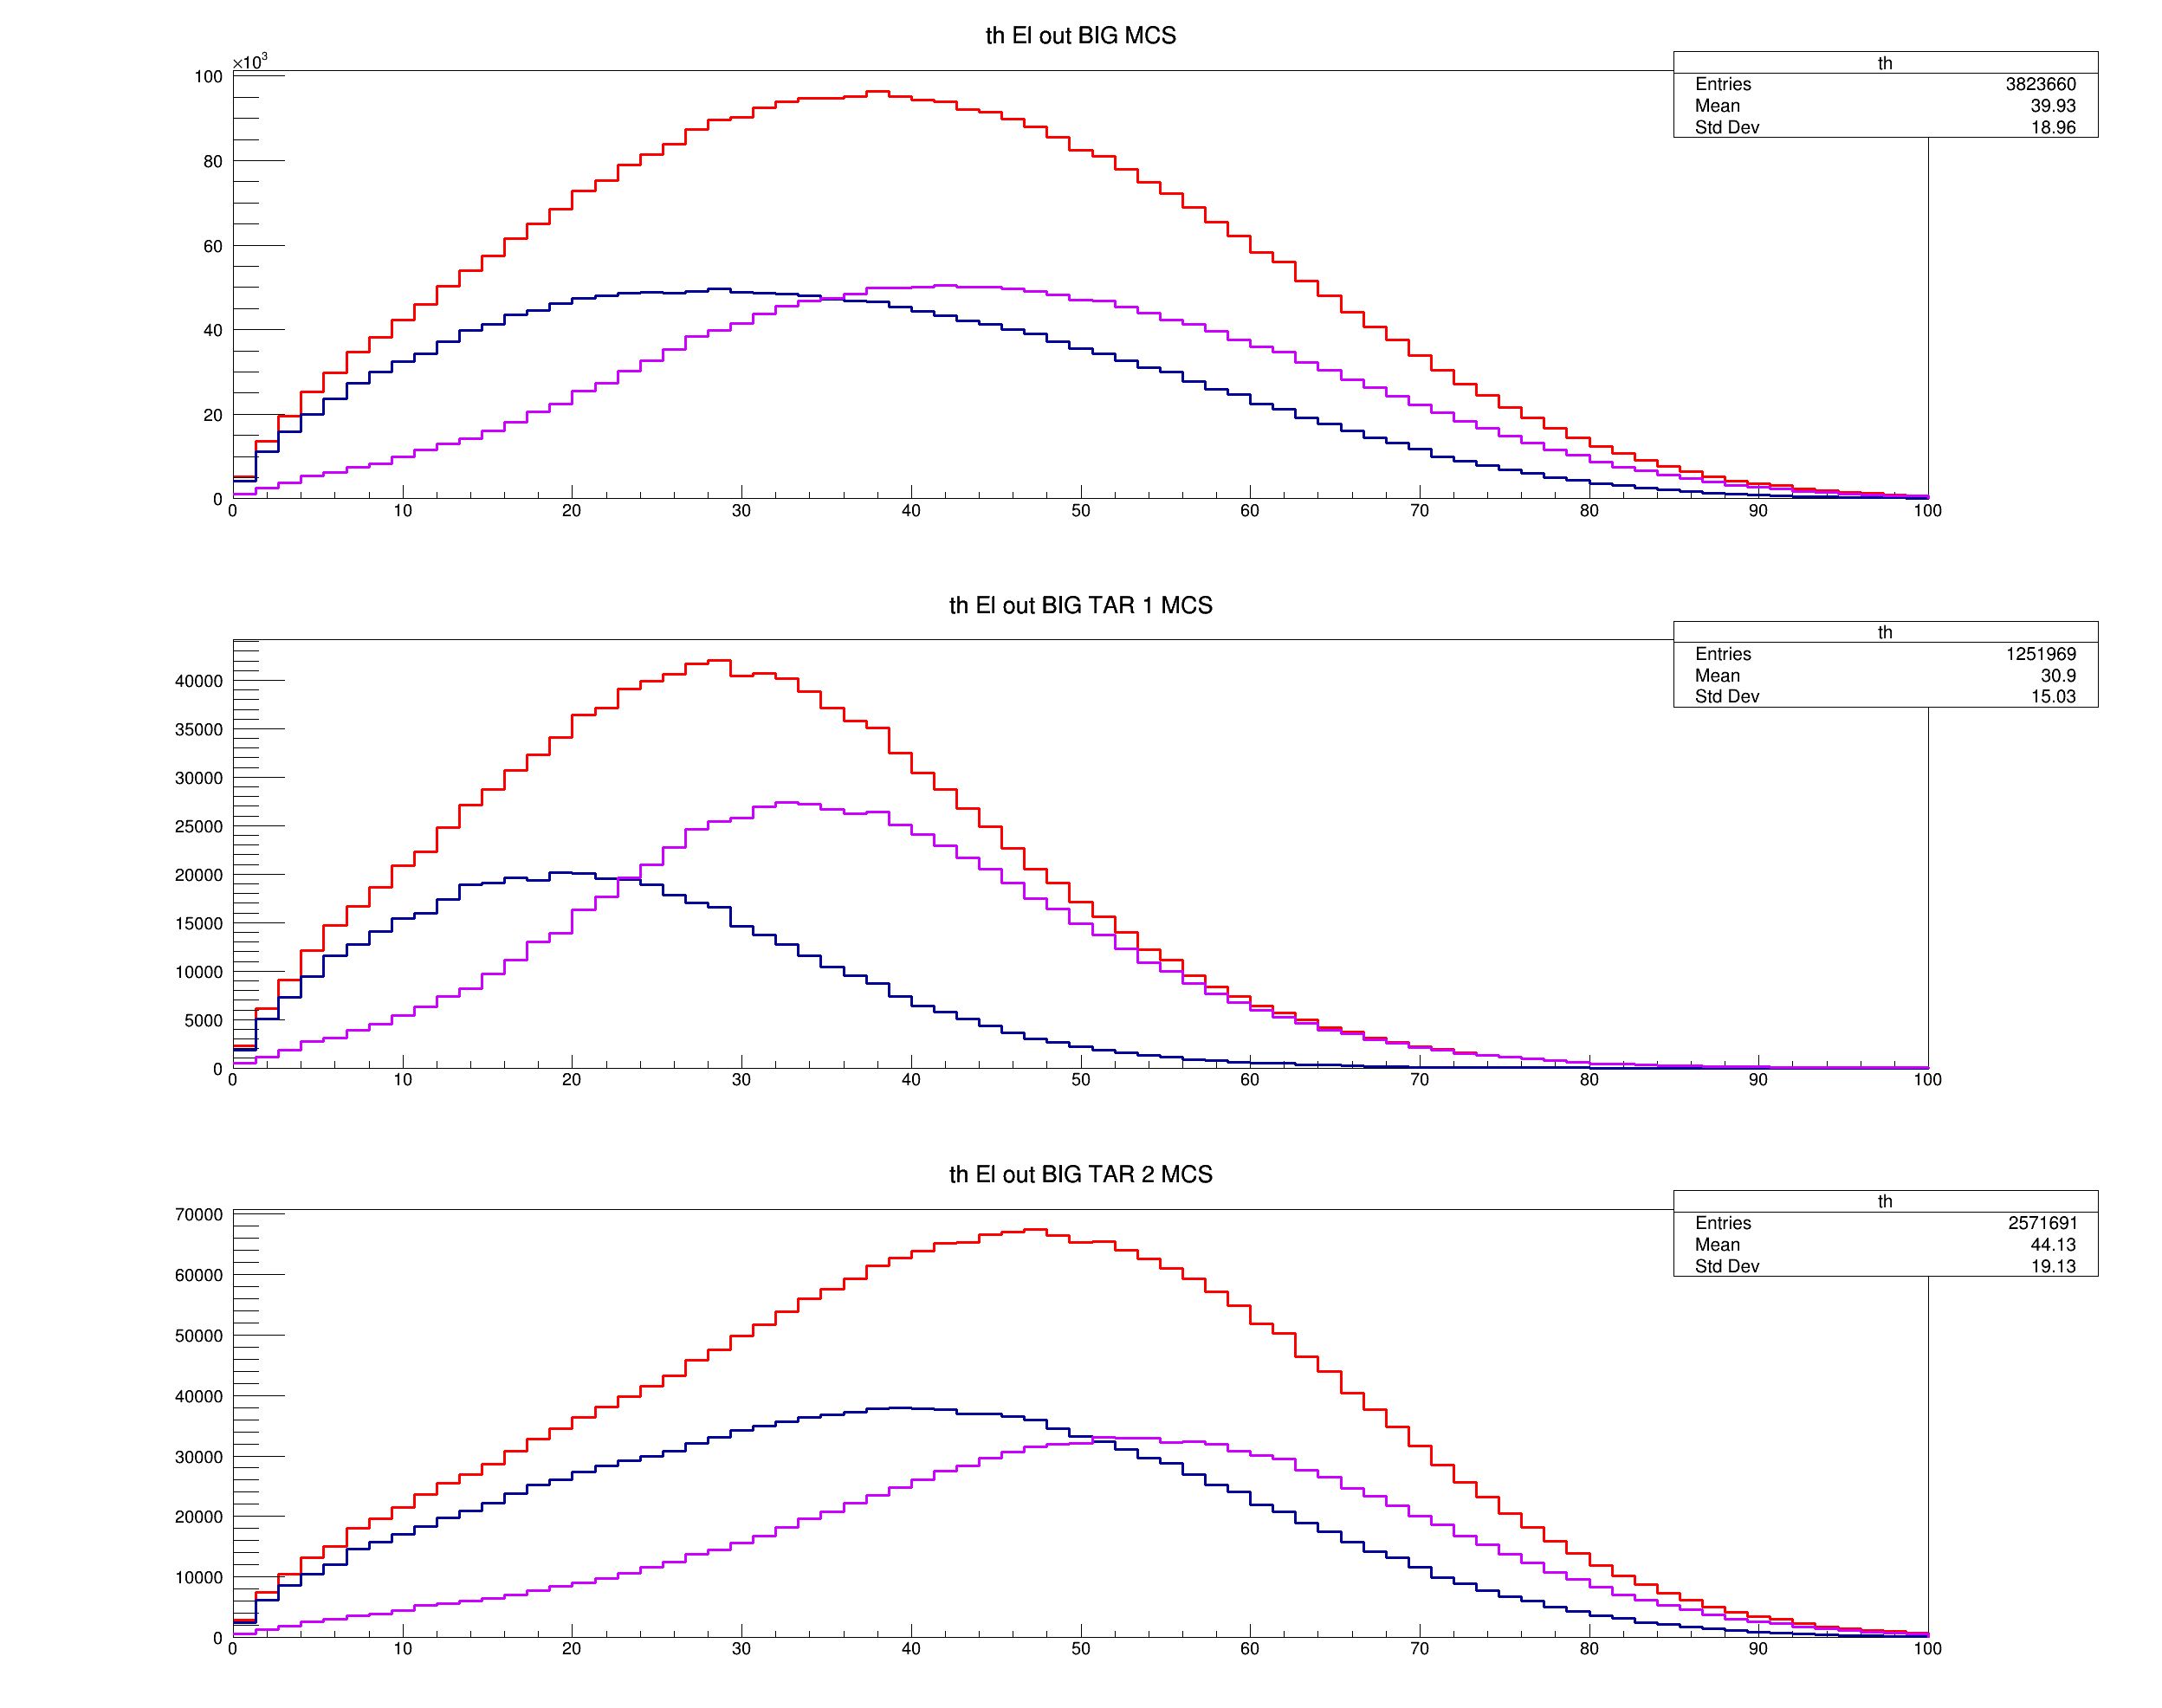 th El out BIG MCS
×10³
th
Entries 3823660
Mean 39.93
Std Dev 18.96
100
80
60
40
20
0
0 10 20 30 40 50 60 70 80 90 100
th El out BIG TAR 1 MCS
th
Entries 1251969
Mean 30.9
Std Dev 15.03
40000
35000
30000
25000
20000
15000
10000
5000
0
0 10 20 30 40 50 60 70 80 90 100
th El out BIG TAR 2 MCS
th
Entries 2571691
Mean 44.13
Std Dev 19.13
70000
60000
50000
40000
30000
20000
10000
0
0 10 20 30 40 50 60 70 80 90 100